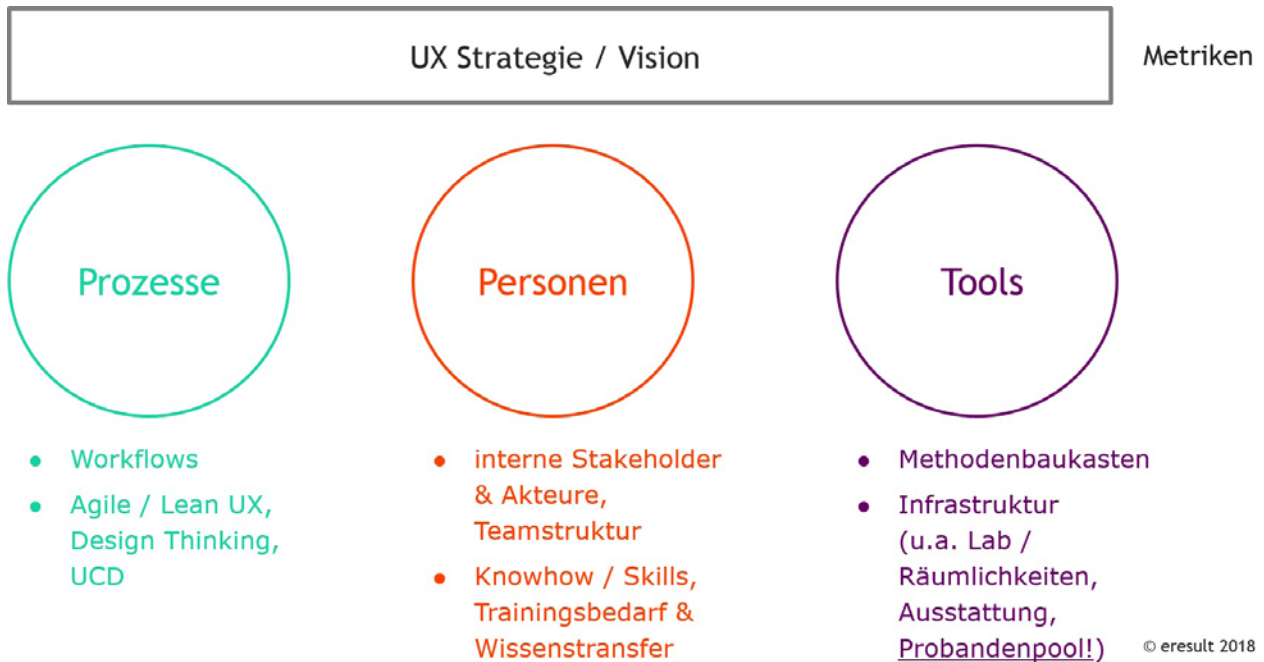 UX Strategie / Vision
Metriken
Prozesse
Personen
Tools
• Workflows
• Agile / Lean UX,
Design Thinking,
UCD
• interne Stakeholder
& Akteure,
Teamstruktur
• Knowhow / Skills,
Trainingsbedarf &
Wissenstransfer
• Methodenbaukasten
• Infrastruktur
(u.a. Lab /
Räumlichkeiten,
Ausstattung,
Probandenpool!)
© eresult 2018